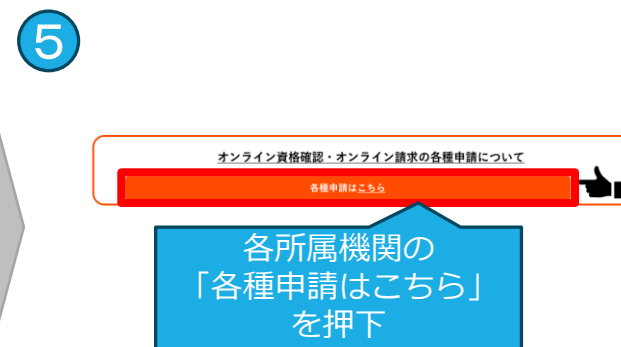 5
オンライン資格確認・オンライン請求の各種申請について
各種申請はこちら
各所属機関の
「各種申請はこちら」
を押下